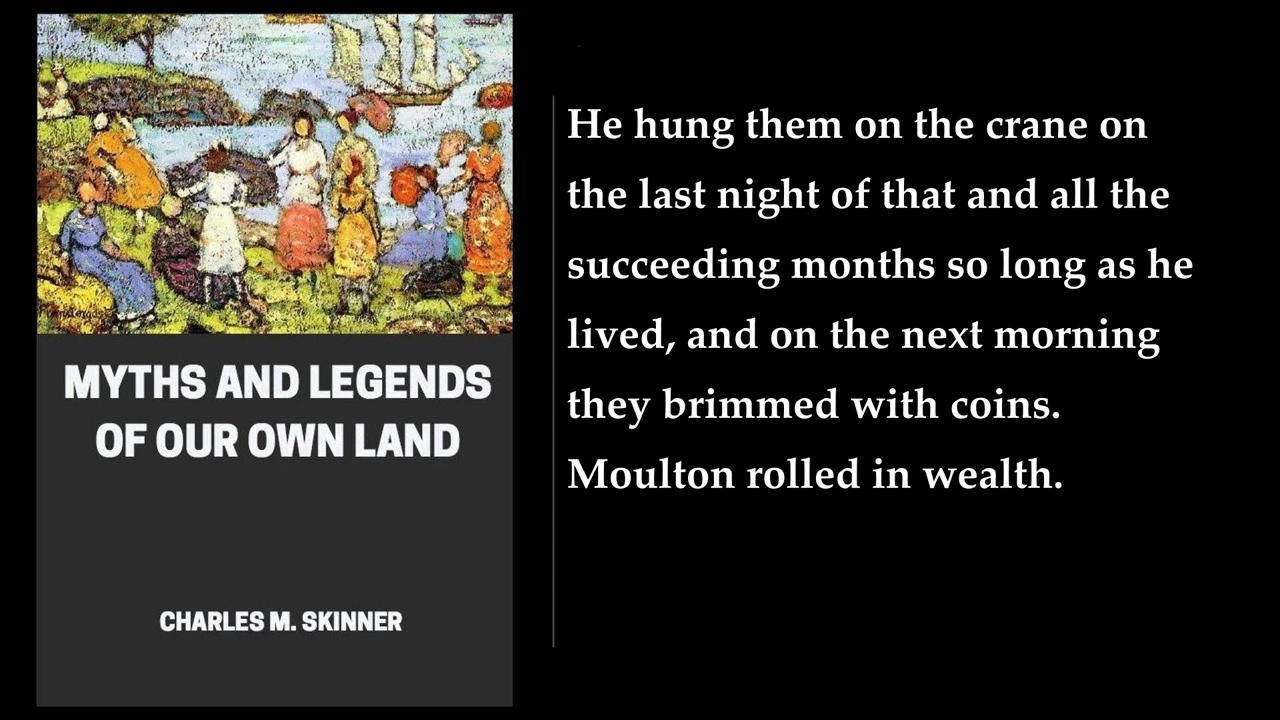 MYTHS AND LEGENDS
OF OUR OWN LAND
CHARLES M. SKINNER
He hung them on the crane on
the last night of that and all the
succeeding months so long as he
lived, and on the next morning
they brimmed with coins.
Moulton rolled in wealth.